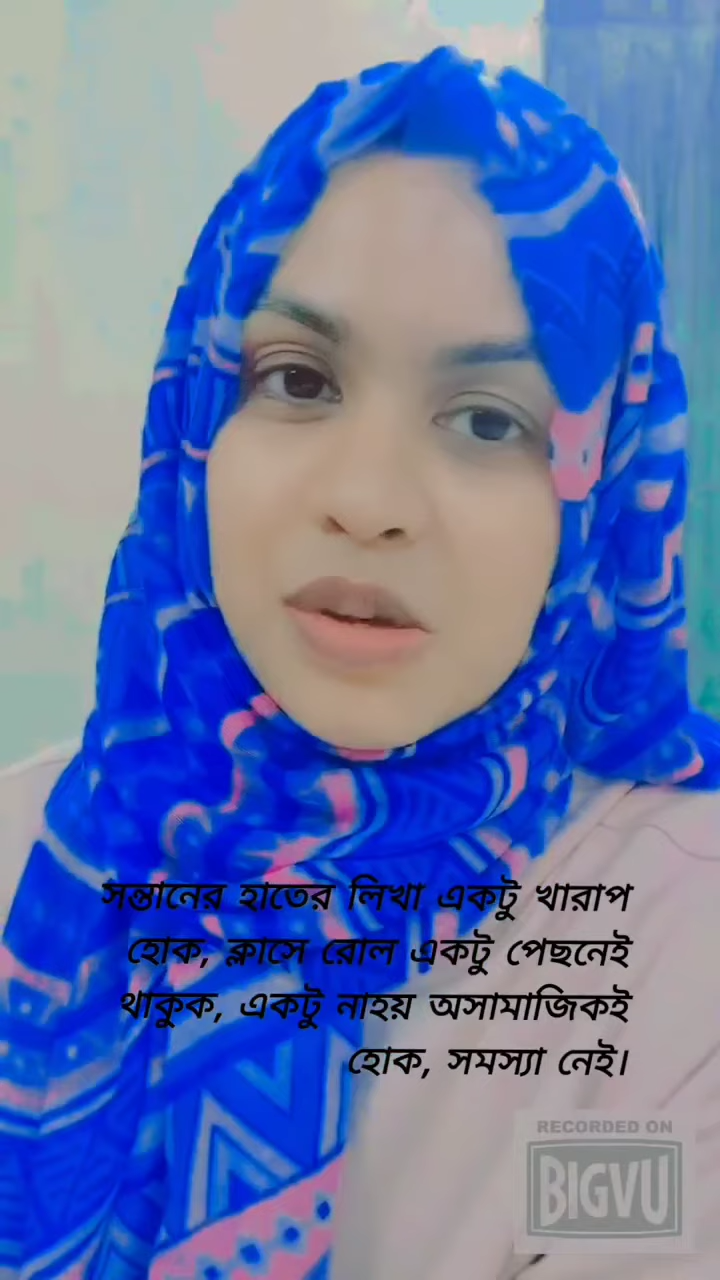 সন্তানের হাতের লিখা একটু খারাপ
হোক, ক্লাসে রোল একটু পেছনেই
থাকুক, একটু নাহয় অসামাজিকই
হোক, সমস্যা নেই।
RECORDED ON
BIGVU